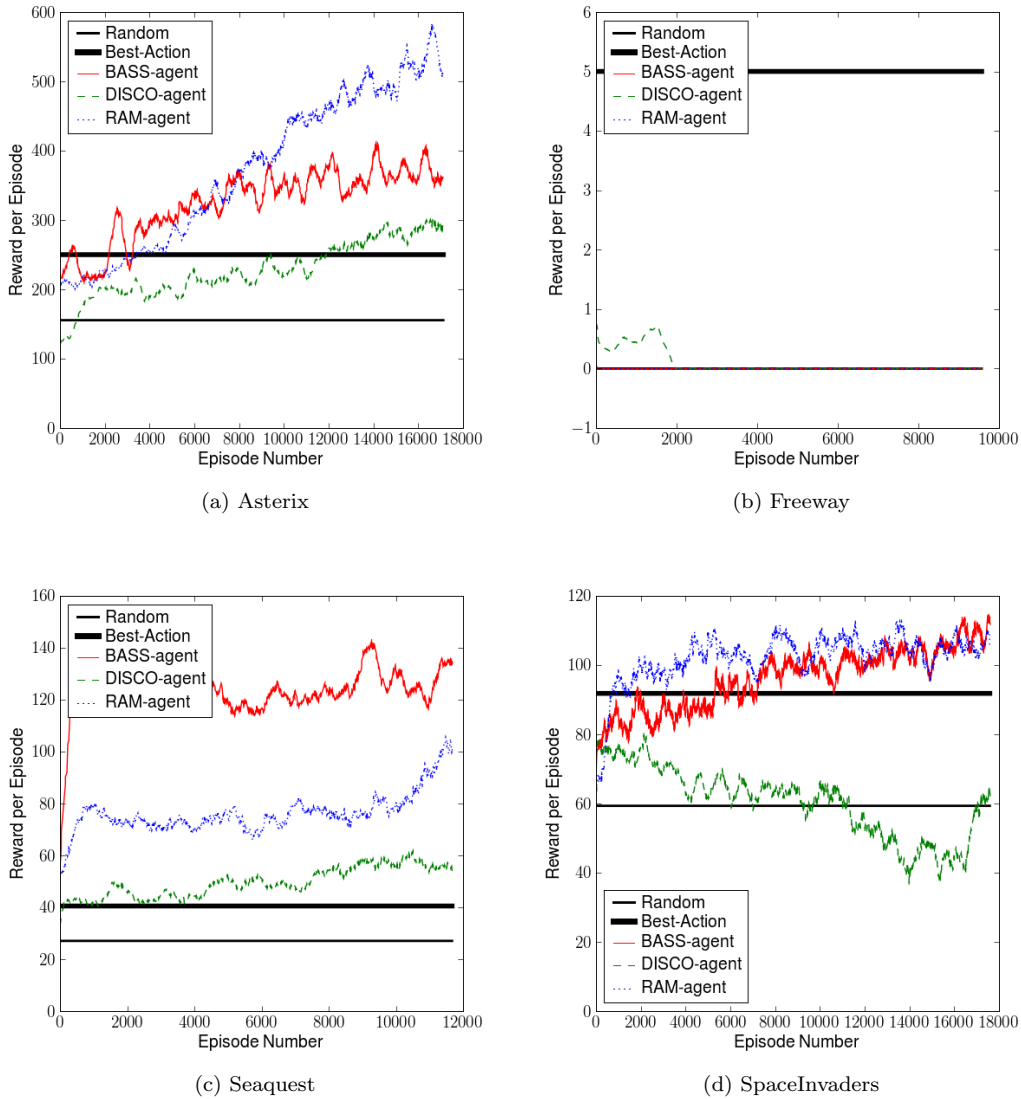 600
500
400
300
200
100
0
Reward per Episode
Random
Best-Action
BASS-agent
DISCO-agent
RAM-agent
0 2000 4000 6000 8000 10000 12000 14000 16000 18000
Episode Number
(a) Asterix
6
5
4
3
2
1
0
−1
Reward per Episode
Random
Best-Action
BASS-agent
DISCO-agent
RAM-agent
0 2000 4000 6000 8000 10000
Episode Number
(b) Freeway
160
140
120
100
80
60
40
20
0
Reward per Episode
Random
Best-Action
BASS-agent
DISCO-agent
RAM-agent
0 2000 4000 6000 8000 10000 12000
Episode Number
(c) Seaquest
120
100
80
60
40
20
0
Reward per Episode
Random
Best-Action
BASS-agent
DISCO-agent
RAM-agent
0 2000 4000 6000 8000 10000 12000 14000 16000 18000
Episode Number
(d) SpaceInvaders